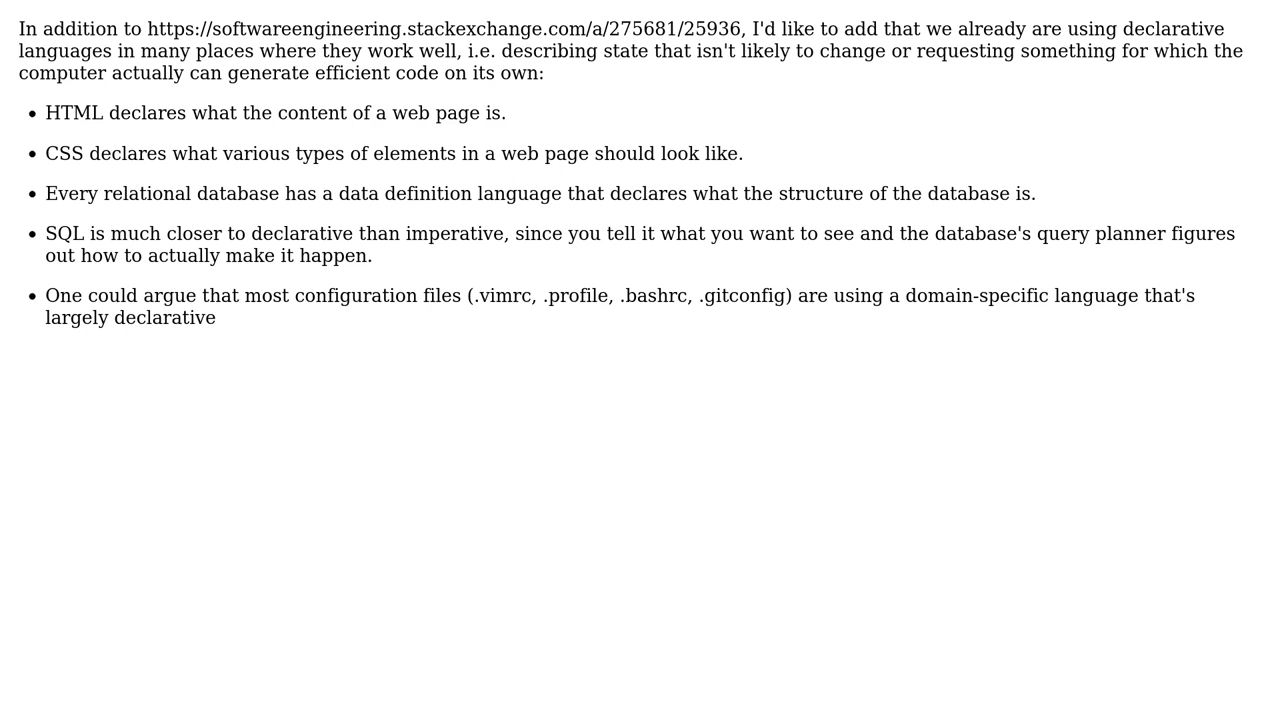 In addition to https://softwareengineering.stackexchange.com/a/275681/25936, I'd like to add that we already are using declarative
languages in many places where they work well, i.e. describing state that isn't likely to change or requesting something for which the
computer actually can generate efficient code on its own:
• HTML declares what the content of a web page is.
• CSS declares what various types of elements in a web page should look like.
• Every relational database has a data definition language that declares what the structure of the database is.
• SQL is much closer to declarative than imperative, since you tell it what you want to see and the database's query planner figures
out how to actually make it happen.
• One could argue that most configuration files (.vimrc, .profile, .bashrc, .gitconfig) are using a domain-specific language that's
largely declarative